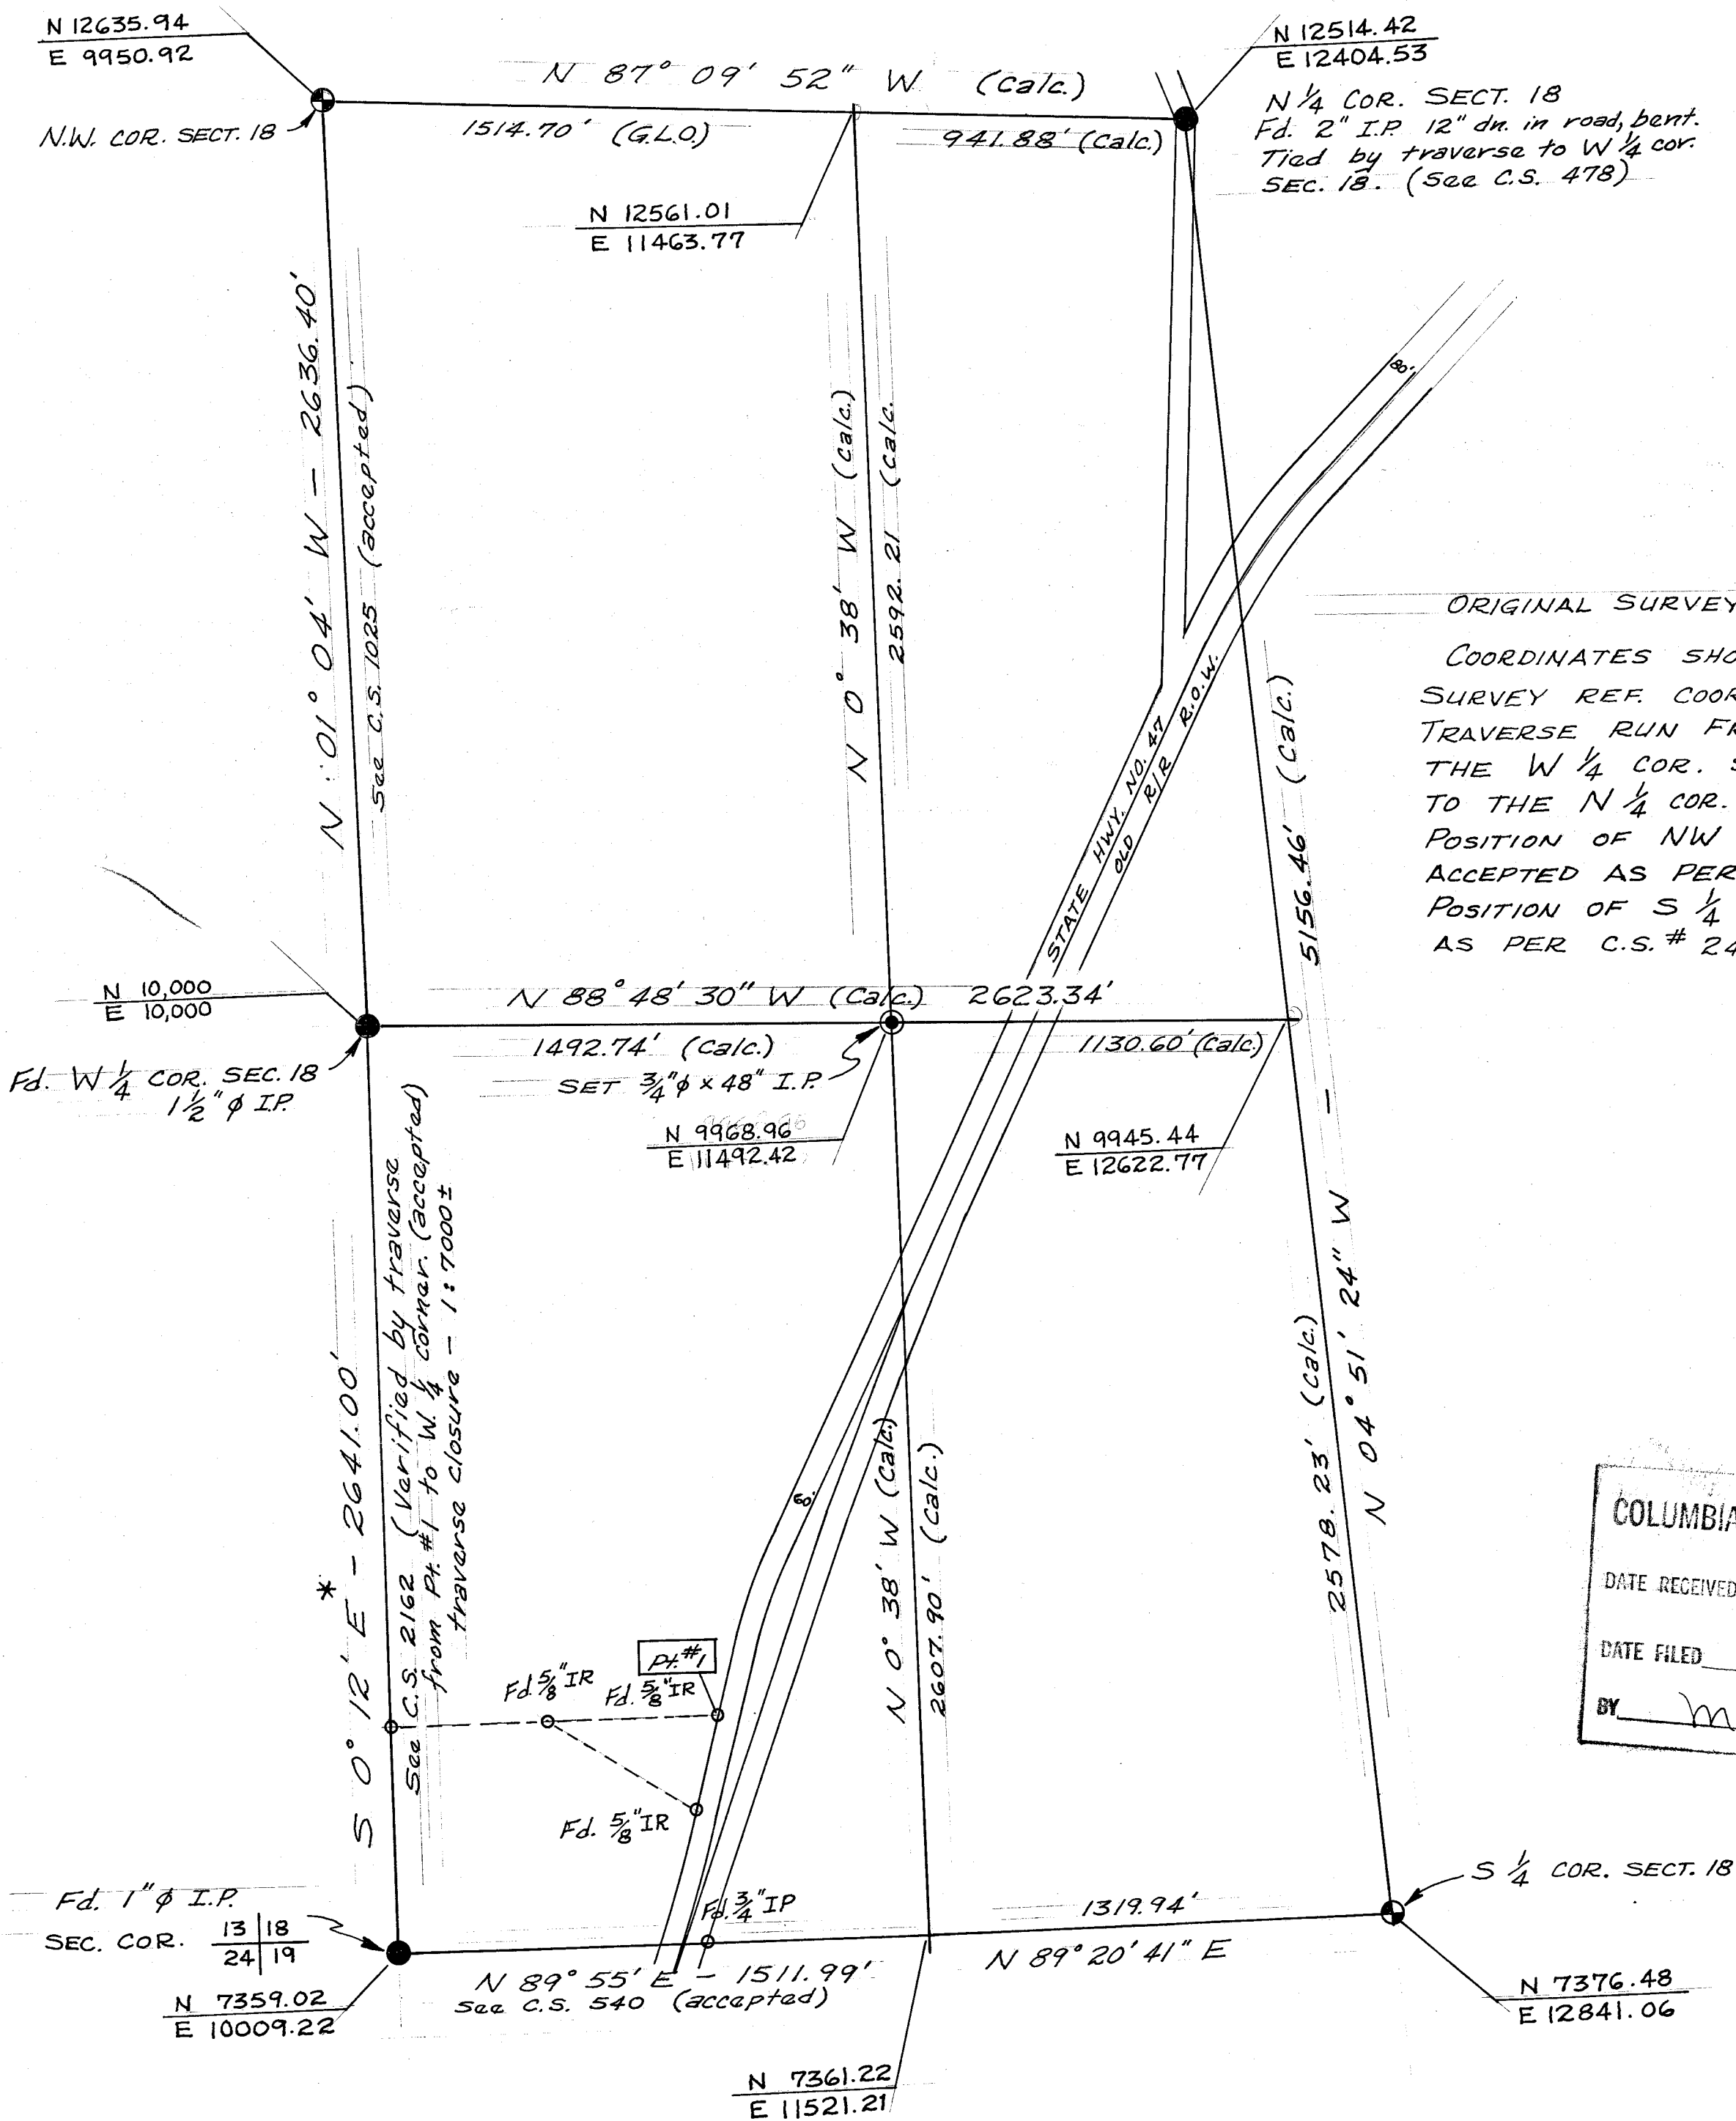 N 12635.94
E 9950.92
N 12514.42
E 12404.53
N 87° 09' 52" W (Calc.)
N.W. COR. SECT. 18
1514.70' (G.L.O.)
941.88' (Calc.)
N 1/4 COR. SECT. 18
Fd. 2" I.P. 12" dn. in road, bent.
Tied by traverse to W 1/4 cor.
SEC. 18. (See C.S. 478)
N 12561.01
E 11463.77
N 01° 04' W - 2636.40'
See C.S. 1025 (accepted)
N 0° 38' W (Calc.)
2592.21 (Calc.
80'
STATE HWY. NO. 47
OLD R/R R.O.W.
5156.46' (Calc.)
ORIGINAL SURVEY
COORDINATES SHO
SURVEY REF. COOR
TRAVERSE RUN FR
THE W 1/4 COR. S
TO THE N 1/4 COR.
POSITION OF NW
ACCEPTED AS PER
POSITION OF S 1/4
AS PER C.S. # 24
N 10,000
E 10,000
N 88° 48' 30" W (Calc.) 2623.34'
1492.74' (Calc.)
1130.60' (Calc)
Fd. W 1/4 COR. SEC. 18
1 1/2" φ I.P.
SET 3/4" φ x 48" I.P.
N 9968.96
E 11492.42
N 9945.44
E 12622.77
S 0° 12' E* - 2641.00'
See C.S. 2162 (Verified by traverse
from Pt. #1 to W. 1/4 corner. (accepted)
traverse closure - 1:7000±
60'
N 0° 38' W (Calc.)
2607.90' (Calc.)
2578.23' (Calc.)
N 04° 51' 24" W -
COLUMBIA
DATE RECEIVED
DATE FILED
BY m
Pt. #1
Fd 5/8" IR
Fd. 5/8" IR
Fd. 5/8" IR
Fd. 3/4" IP
Fd. 1" φ I.P.
SEC. COR. 13 | 18
24 | 19
N 7359.02
E 10009.22
N 89° 55' E - 1511.99'
See C.S. 540 (accepted)
1319.94'
N 89° 20' 41" E
S 1/4 COR. SECT. 18
N 7376.48
E 12841.06
N 7361.22
E 11521.21